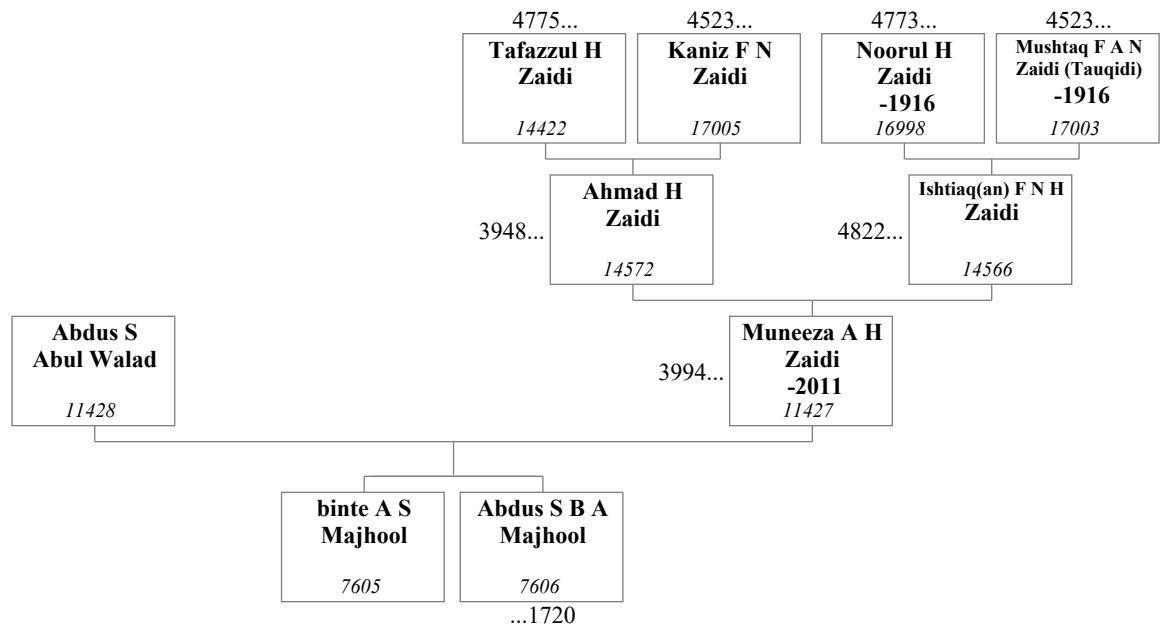 4775...
4523...
4773...
4523...
Tafazzul H
Zaidi
14422
Kaniz F N
Zaidi
17005
Noorul H
Zaidi
-1916
16998
Mushtaq F A N
Zaidi (Tauqidi)
-1916
17003
3948...
Ahmad H
Zaidi
14572
4822...
Ishtiaq(an) F N H
Zaidi
14566
Abdus S
Abul Walad
11428
3994...
Muneeza A H
Zaidi
-2011
11427
binte A S
Majhool
7605
Abdus S B A
Majhool
7606
...1720